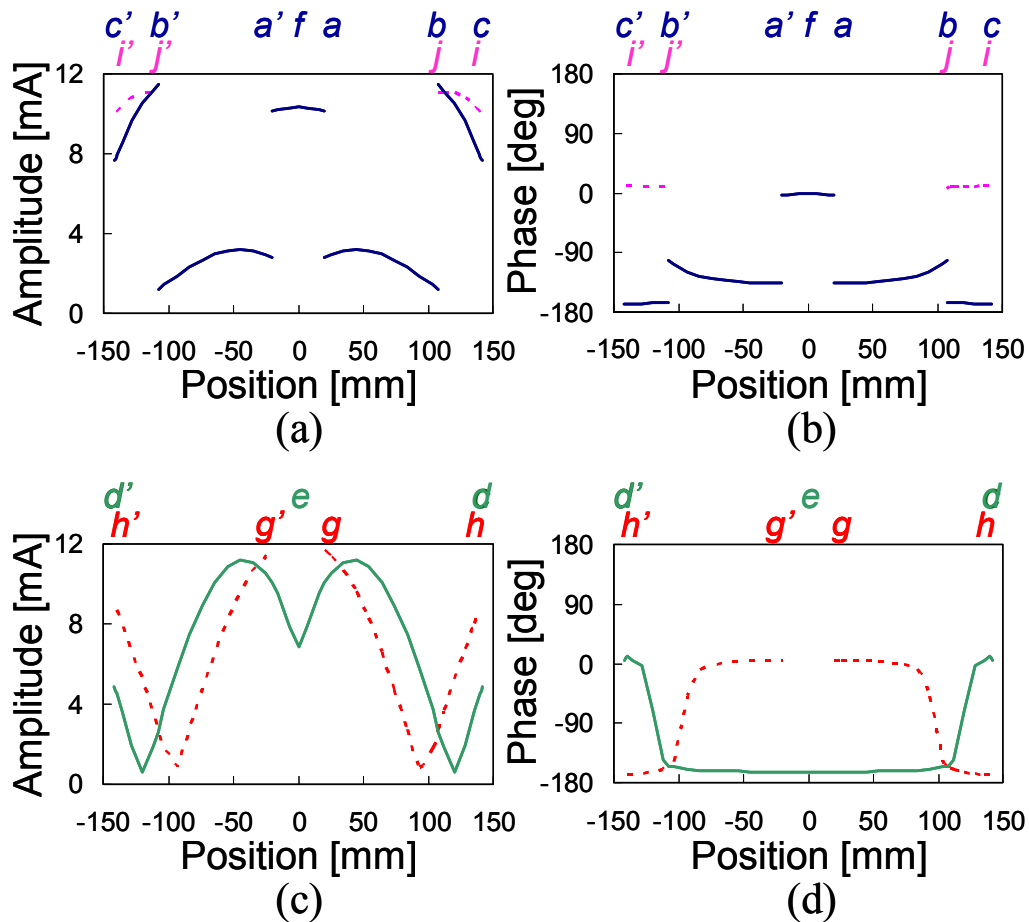 c’ b’ a’ f a b c
i’ j’ j i
Amplitude [mA]
12
8
4
0
-150 -100 -50 0 50 100 150
Position [mm]
(a)
c’ b’ a’ f a b c
i’ j’ j i
Phase [deg]
180
90
0
-90
-180
-150 -100 -50 0 50 100 150
Position [mm]
(b)
d’ e d
h’ g’ g h
Amplitude [mA]
12
8
4
0
-150 -100 -50 0 50 100 150
Position [mm]
(c)
d’ e d
h’ g’ g h
Phase [deg]
180
90
0
-90
-180
-150 -100 -50 0 50 100 150
Position [mm]
(d)